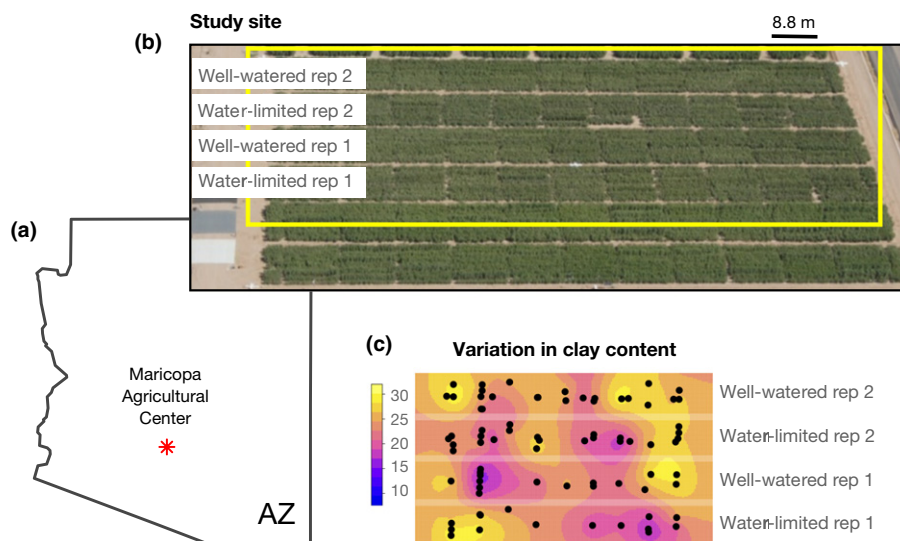 Study site
8.8 m
(b)
Well-watered rep 2
Water-limited rep 2
Well-watered rep 1
Water-limited rep 1
(a)
Maricopa
Agricultural
Center
AZ
(c)
Variation in clay content
30
25
20
15
10
Well-watered rep 2
Water-limited rep 2
Well-watered rep 1
Water-limited rep 1